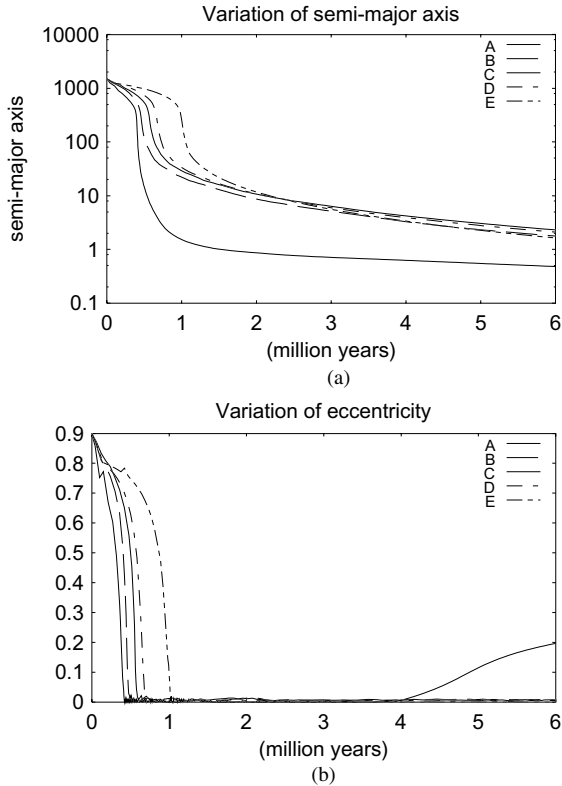 Variation of semi-major axis
10000
1000
100
10
1
0.1
semi-major axis
A
B
C
D
E
0 1 2 3 4 5 6
(million years)
(a)
Variation of eccentricity
0.9
0.8
0.7
0.6
0.5
0.4
0.3
0.2
0.1
0
A
B
C
D
E
0 1 2 3 4 5 6
(million years)
(b)